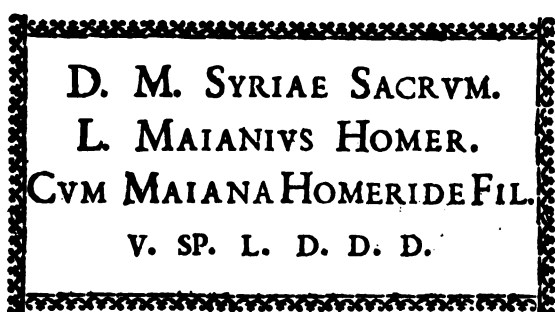 D. M. SYRIAE SACRVM.
L. MAIANIVS HOMER.
CVM MAIANA HOMERIDE FIL.
V. SP. L. D. D. D.